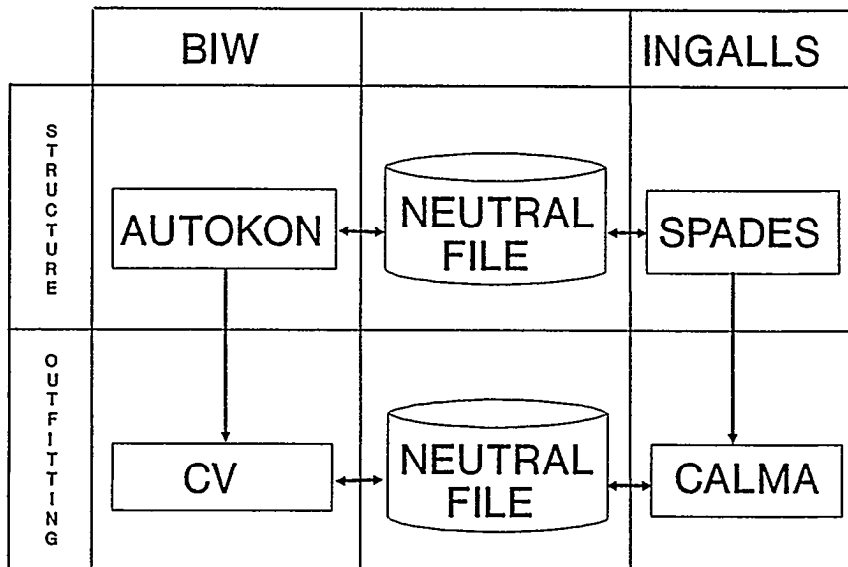 BIW
INGALLS
STRUCTURE
AUTOKON
NEUTRAL
FILE
SPADES
OUTFITTING
CV
NEUTRAL
FILE
CALMA